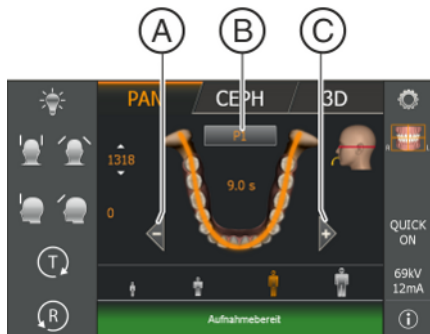 A B C
PAN CEPH 3D
P1
1318
9.0 s
0
R L
QUICK
ON
T
69kV
12mA
R
Aufnahmebereit
i